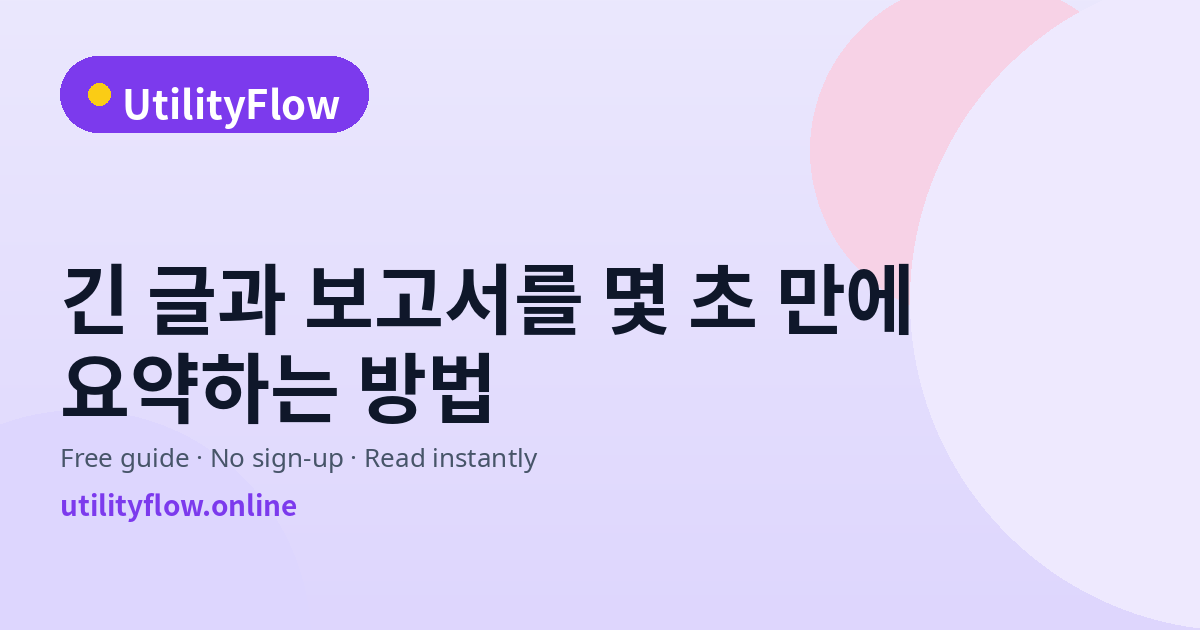 UtilityFlow
긴 글과 보고서를 몇 초 만에
요약하는 방법
Free guide · No sign-up · Read instantly
utilityflow.online